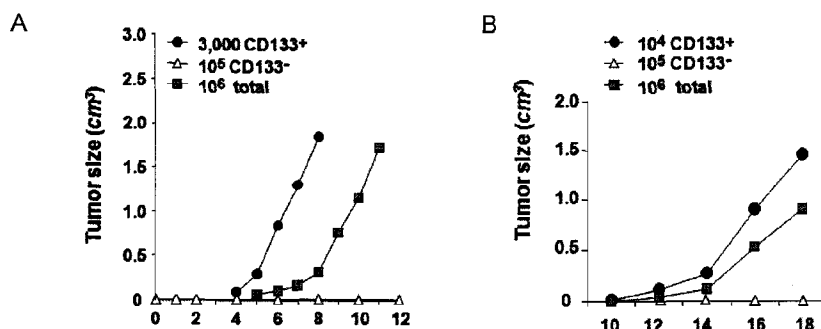 A
3,000 CD133+
10⁵ CD133-
10⁶ total
Tumor size (cm³)
3.0
2.5
2.0
1.5
1.0
0.5
0
0 2 4 6 8 10 12
B
10⁴ CD133+
10⁵ CD133-
10⁶ total
Tumor size (cm³)
2.0
1.5
1.0
0.5
0
10 12 14 16 18